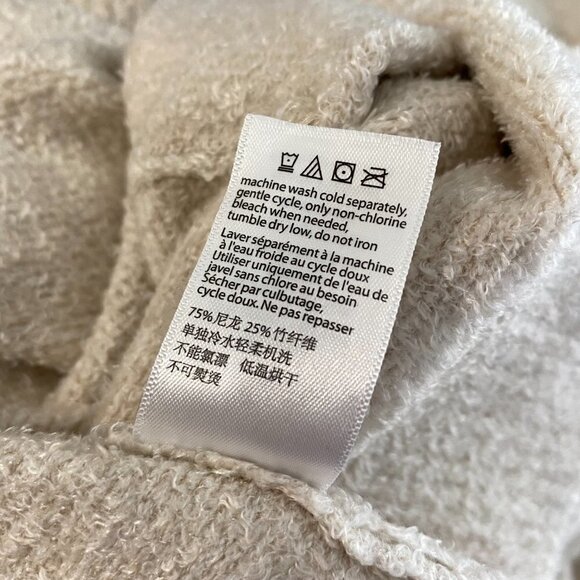 machine wash cold separately,
gentle cycle, only non-chlorine
bleach when needed,
tumble dry low, do not iron
Laver séparément à la machine
à l'eau froide au cycle doux
Utiliser uniquement de l'eau de
javel sans chlore au besoin
Sécher par culbutage,
cycle doux. Ne pas repasser
75%尼龙 25%竹纤维
单独冷水轻柔机洗
不能氯漂 低温烘干
不可熨烫